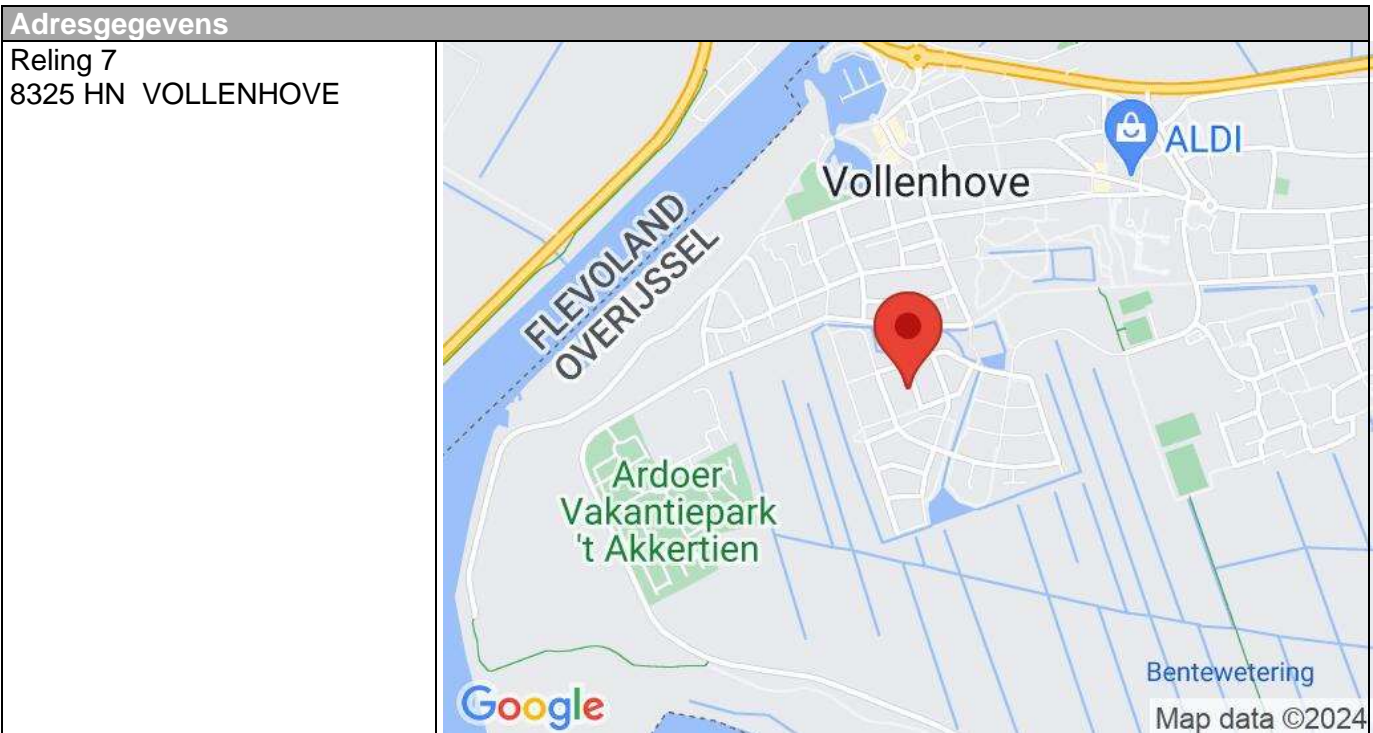 Adresgegevens
Reling 7
8325 HN VOLLENHOVE
ALDI
Vollenhove
FLEVOLAND
OVERIJSSEL
Ardoer
Vakantiepark
't Akkertien
Bentewetering
Google
Map data ©2024